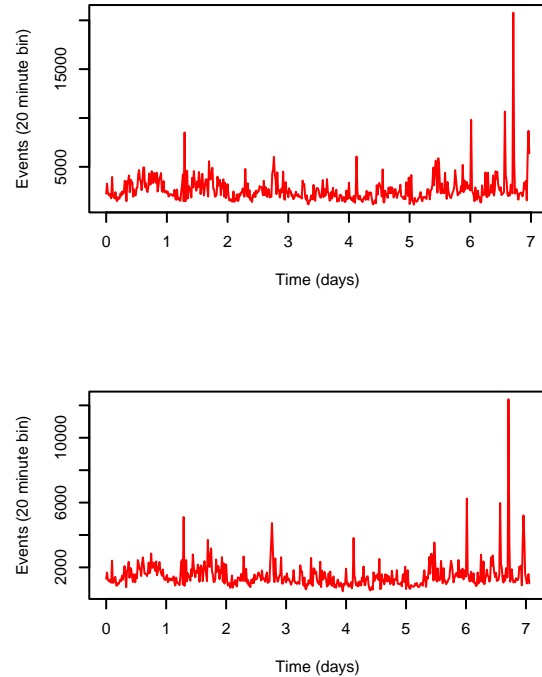 Events (20 minute bin)
15000
5000
0 1 2 3 4 5 6 7
Time (days)
Events (20 minute bin)
10000
6000
2000
0 1 2 3 4 5 6 7
Time (days)